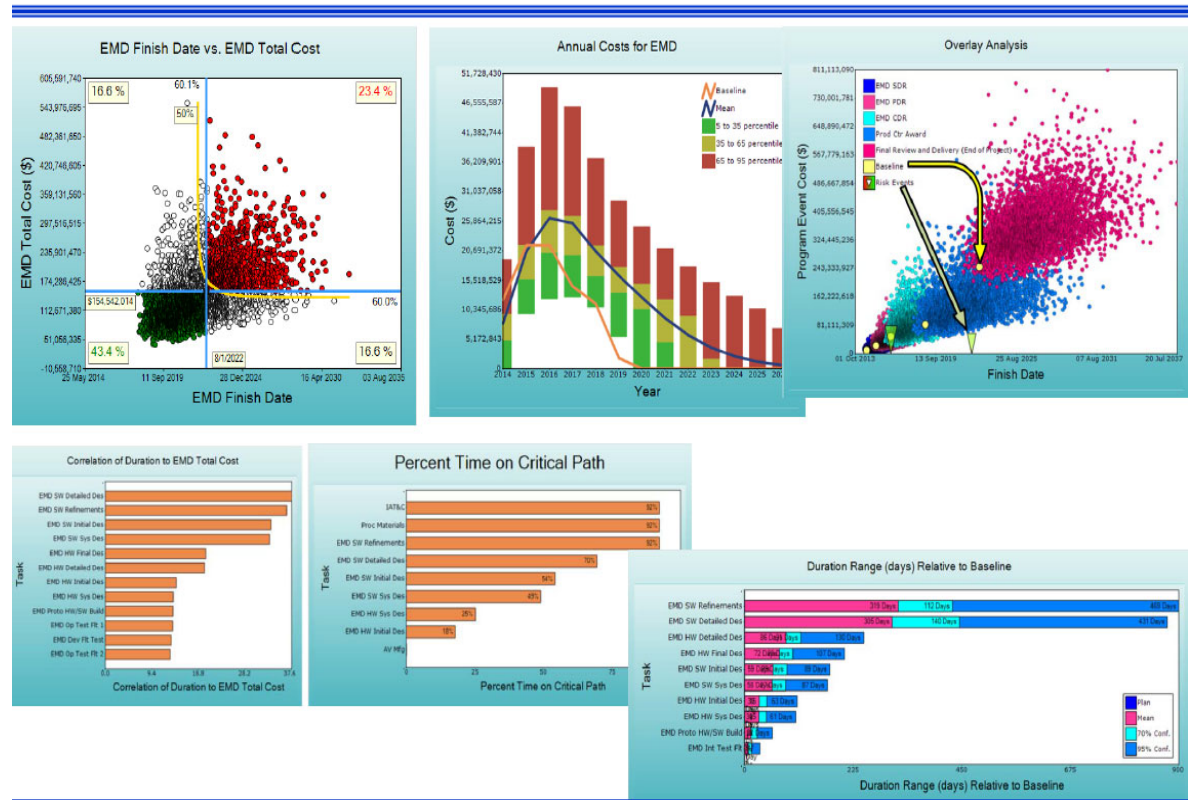 EMD Finish Date vs. EMD Total Cost
605,591,740
543,976,695
482,361,650
420,746,605
359,131,560
297,516,515
235,901,470
174,286,425
112,671,380
51,056,335
-10,558,710
EMD Total Cost ($)
16.6 %
60.1%
50%
23.4 %
$154,542,014
60.0%
43.4 %
8/1/2022
16.6 %
25 May 2014
11 Sep 2019
28 Dec 2024
16 Apr 2030
03 Aug 2035
EMD Finish Date
Annual Costs for EMD
51,728,430
46,555,587
41,382,744
36,209,901
31,037,058
25,864,215
20,691,372
15,518,529
10,345,686
5,172,843
Cost ($)
Baseline
Mean
5 to 35 percentile
35 to 65 percentile
65 to 95 percentile
2014 2015 2016 2017 2018 2019 2020 2021 2022 2023 2024 2025
Year
Overlay Analysis
811,113,090
730,001,781
648,890,472
567,779,163
486,667,854
405,556,545
324,445,236
243,333,927
162,222,618
81,111,309
Program Event Cost ($)
EMD SDR
EMD PDR
EMD CDR
Prod Ctr Award
Final Review and Delivery (End of Project)
Baseline
Risk Events
01 Oct 2013
13 Sep 2019
25 Aug 2025
07 Aug 2031
20 Jul 2037
Finish Date
Correlation of Duration to EMD Total Cost
Task
EMD SW Detailed Des
EMD SW Refinements
EMD SW Initial Des
EMD SW Sys Des
EMD HW Final Des
EMD HW Detailed Des
EMD HW Initial Des
EMD HW Sys Des
EMD Proto HW/SW Build
EMD Op Test Flt 1
EMD Dev Flt Test
EMD Op Test Flt 2
0.0 9.4 18.8 28.2 37.6
Correlation of Duration to EMD Total Cost
Percent Time on Critical Path
Task
IAT&C 92%
Proc Materials 92%
EMD SW Refinements 92%
EMD SW Detailed Des 70%
EMD SW Initial Des 54%
EMD SW Sys Des 49%
EMD HW Sys Des 25%
EMD HW Initial Des 18%
AV Mfg
0 25 50 75
Percent Time on Critical Path
Duration Range (days) Relative to Baseline
Task
EMD SW Refinements 319 Days 112 Days 468 Days
EMD SW Detailed Des 305 Days 140 Days 431 Days
EMD HW Detailed Des 86 Days 130 Days
EMD HW Final Des 72 Days 107 Days
EMD SW Initial Des 59 Days 89 Days
EMD SW Sys Des 58 Days 87 Days
EMD HW Initial Des 63 Days
EMD HW Sys Des 61 Days
EMD Proto HW/SW Build Days
EMD Int Test Flt
Plan
Mean
70% Conf.
95% Conf.
0 225 450 675 900
Duration Range (days) Relative to Baseline